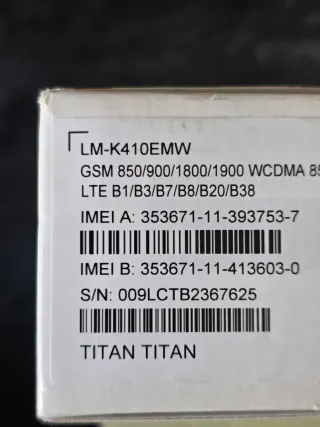 LM-K410EMW
GSM 850/900/1800/1900 WCDMA 85
LTE B1/B3/B7/B8/B20/B38
IMEI A: 353671-11-393753-7
IMEI B: 353671-11-413603-0
S/N: 009LCTB2367625
TITAN TITAN